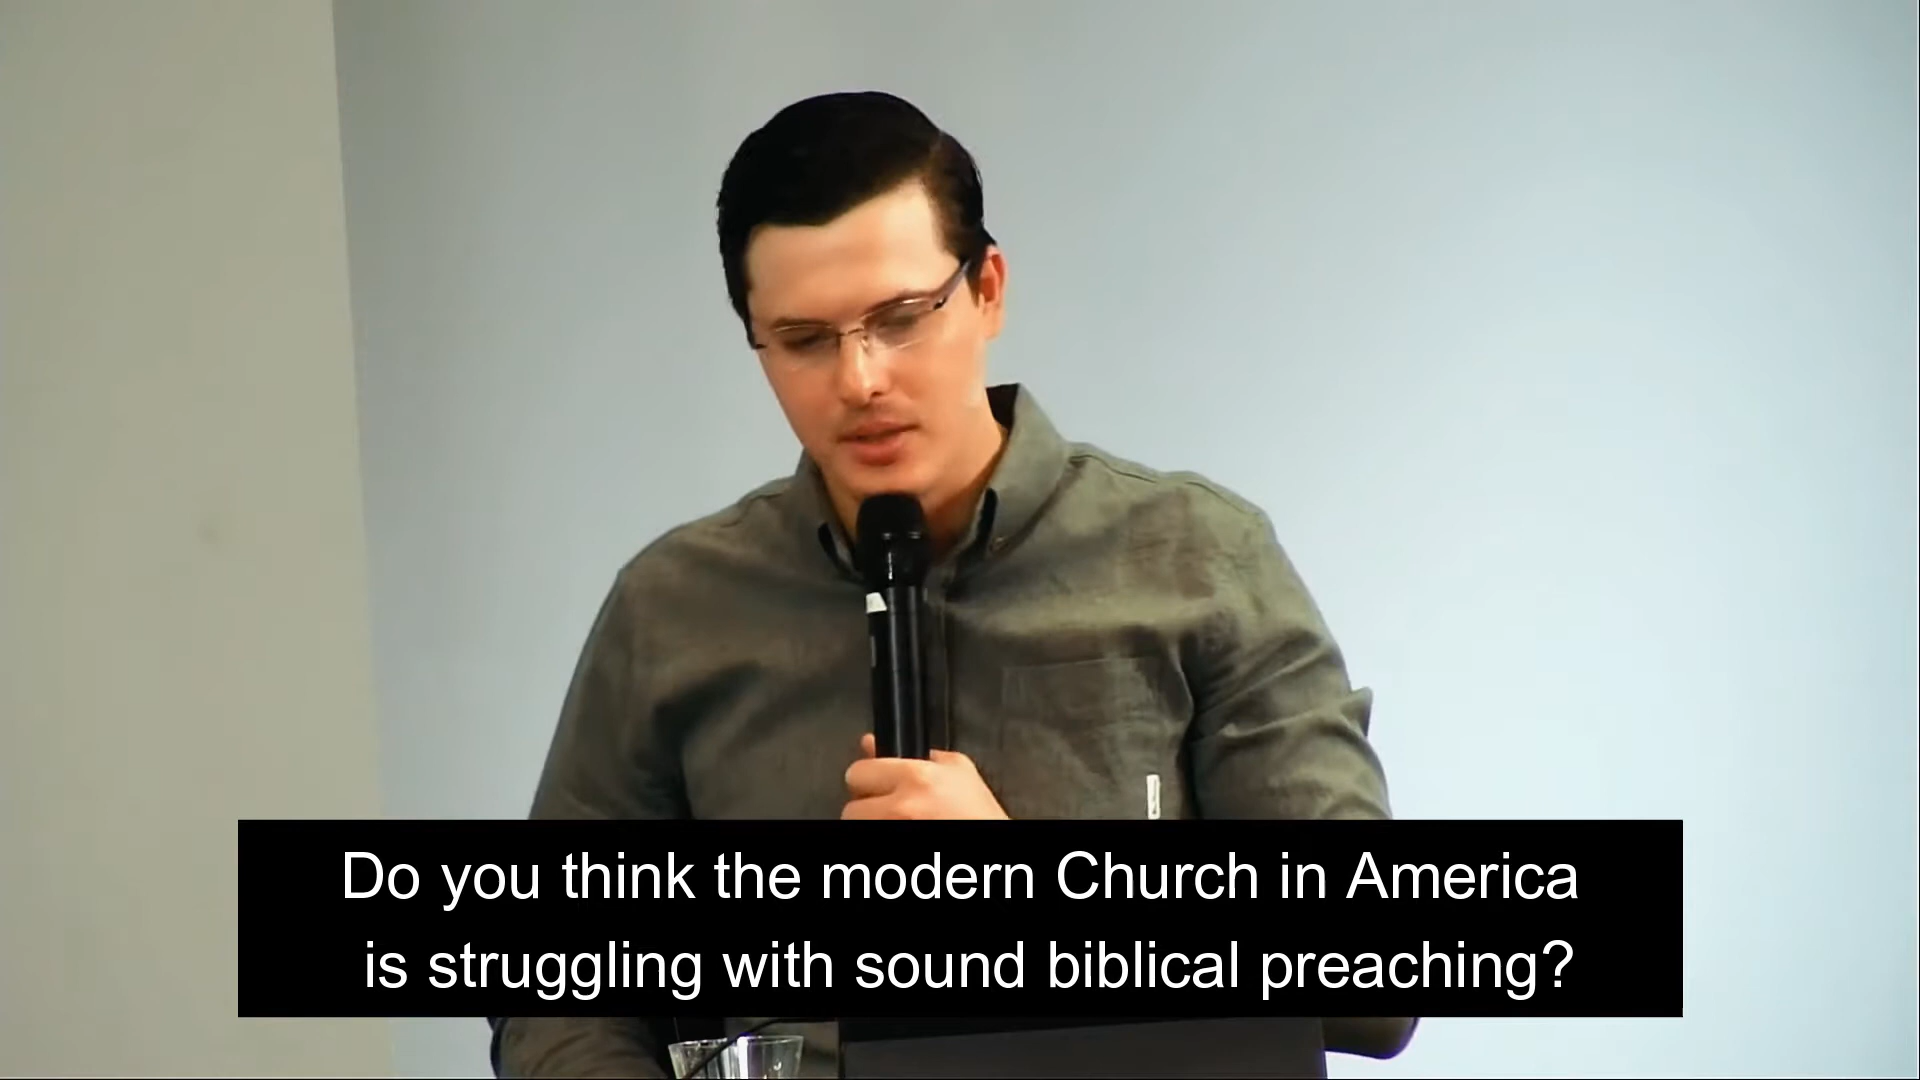 Do you think the modern Church in America
is struggling with sound biblical preaching?